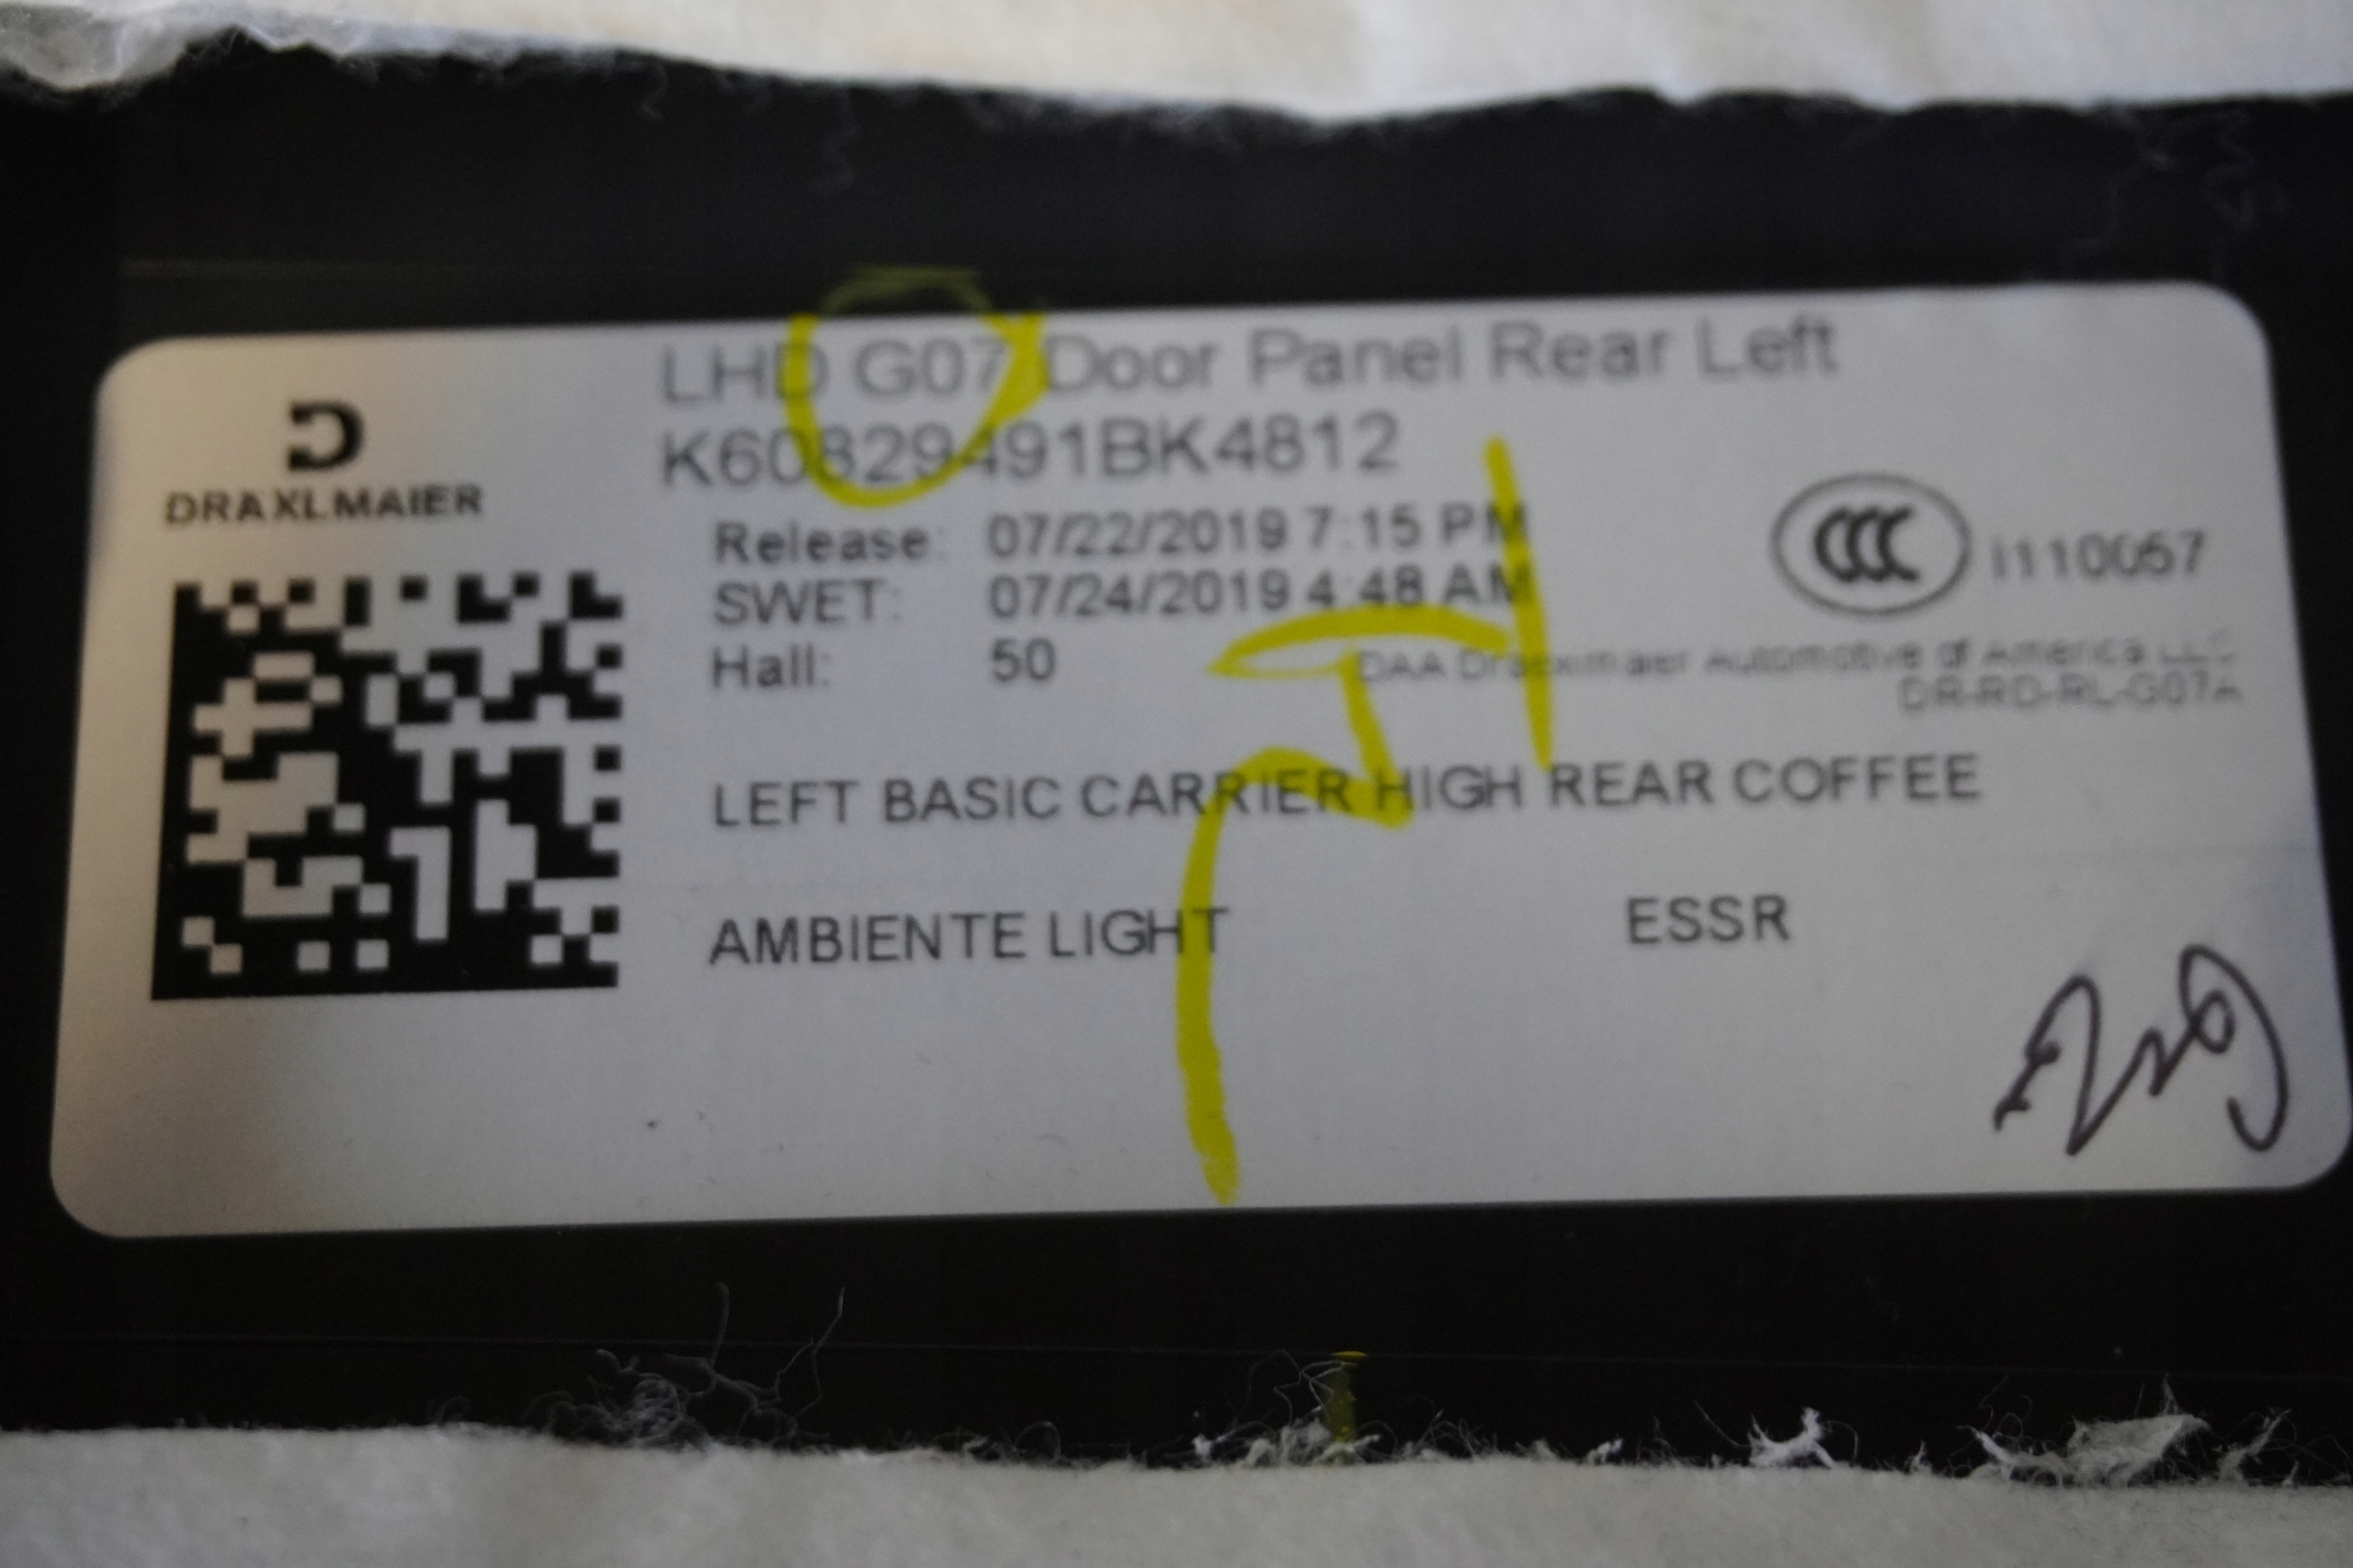 LHD G07 Door Panel Rear Left
K60829491BK4812
DRAXLMAIER
Release: 07/22/2019 7:15 PM
SWET: 07/24/2019 4:48 AM
Hall: 50
CCC
DAA Draexlmaier Automotive of America LLC
DR-RD-RL-G07A
LEFT BASIC CARRIER HIGH REAR COFFEE
AMBIENTE LIGHT ESSR